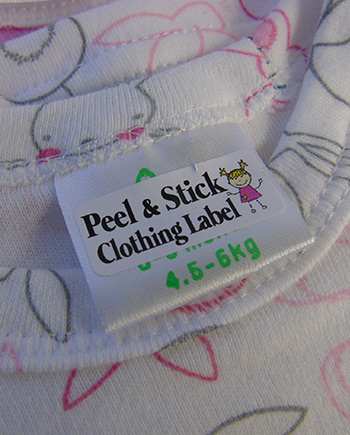 Peel & Stick
Clothing Label
4.5-6kg